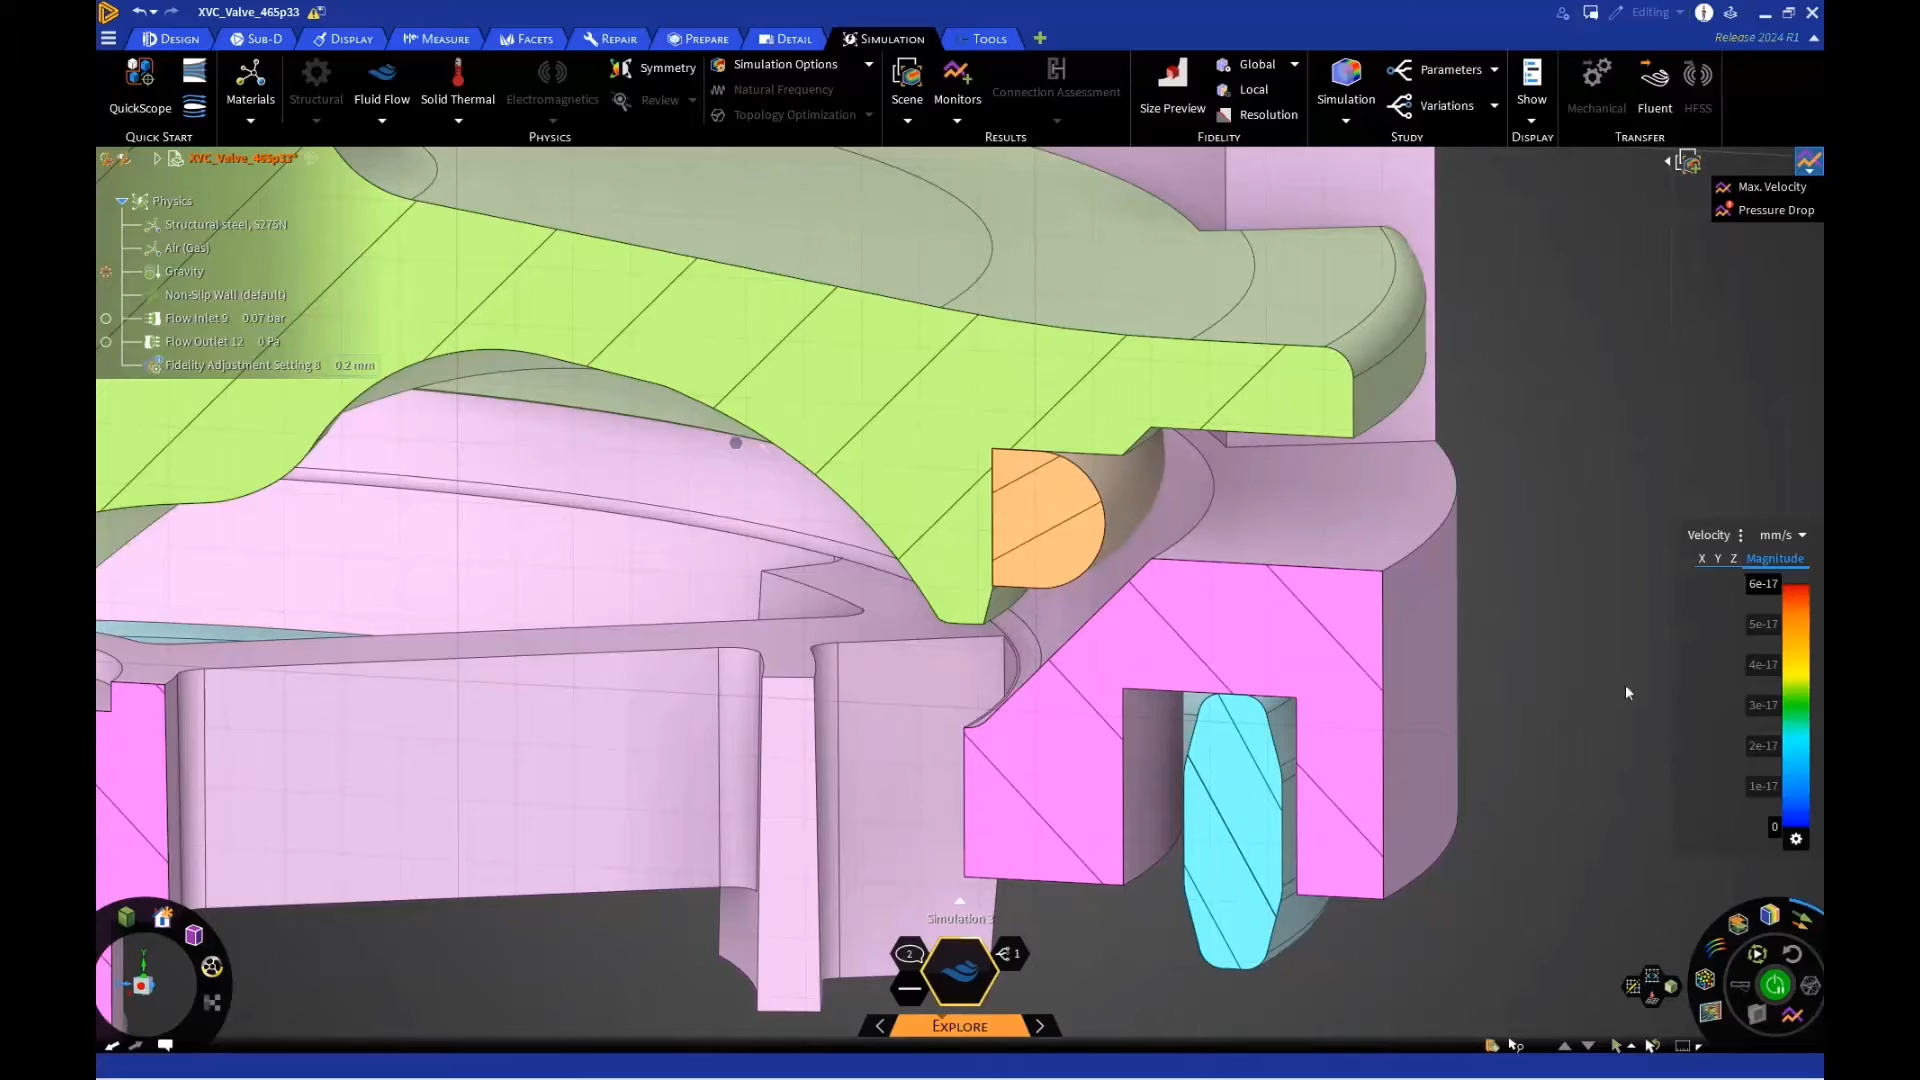 XVC_Valve_465p33
Editing
DESIGN
SUB-D
DISPLAY
MEASURE
FACETS
REPAIR
PREPARE
DETAIL
SIMULATION
TOOLS
Release 2024 R1
QuickScope
QUICK START
Materials
Structural
Fluid Flow
Solid Thermal
Electromagnetics
Symmetry
Review
PHYSICS
Simulation Options
Natural Frequency
Topology Optimization
Scene
Monitors
Connection Assessment
RESULTS
Size Preview
Global
Local
Resolution
FIDELITY
Simulation
Parameters
Variations
STUDY
Show
DISPLAY
Mechanical
Fluent
HFSS
TRANSFER
XVC_Valve_465p33*
Physics
Structural steel, S275N
Air (Gas)
Gravity
Non-Slip Wall (default)
Flow Inlet 9 0.07 bar
Flow Outlet 12 0 Pa
Fidelity Adjustment Setting 8 0.2 mm
Max. Velocity
Pressure Drop
Velocity mm/s
X Y Z Magnitude
6e-17
5e-17
4e-17
3e-17
2e-17
1e-17
0
Y
Simulation 3
2
1
EXPLORE